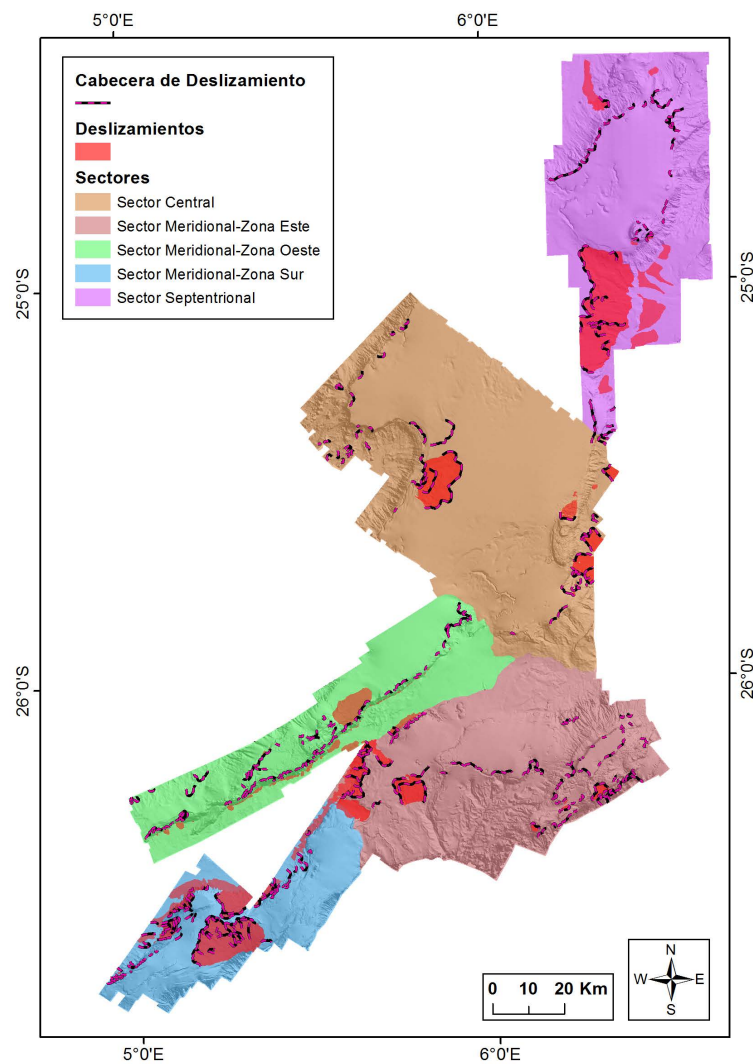 5°0'E 6°0'E
Cabecera de Deslizamiento
Deslizamientos
Sectores
Sector Central
Sector Meridional-Zona Este
Sector Meridional-Zona Oeste
Sector Meridional-Zona Sur
Sector Septentrional
25°0'S 25°0'S
26°0'S 26°0'S
N
W E
S
0 10 20 Km
5°0'E 6°0'E